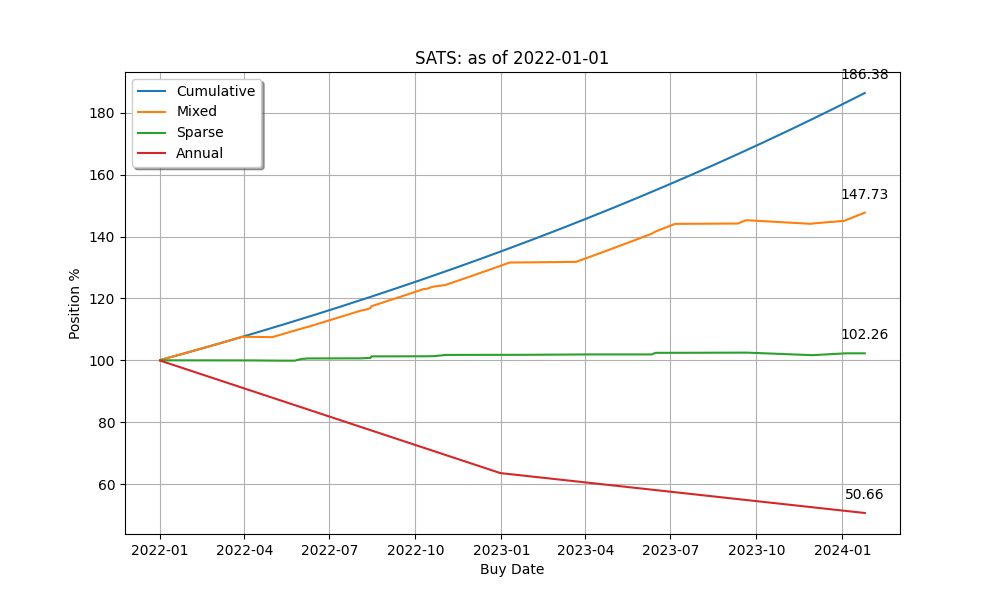 SATS: as of 2022-01-01
Cumulative
Mixed
Sparse
Annual
186.38
147.73
102.26
50.66
Position %
180
160
140
120
100
80
60
2022-01 2022-04 2022-07 2022-10 2023-01 2023-04 2023-07 2023-10 2024-01
Buy Date